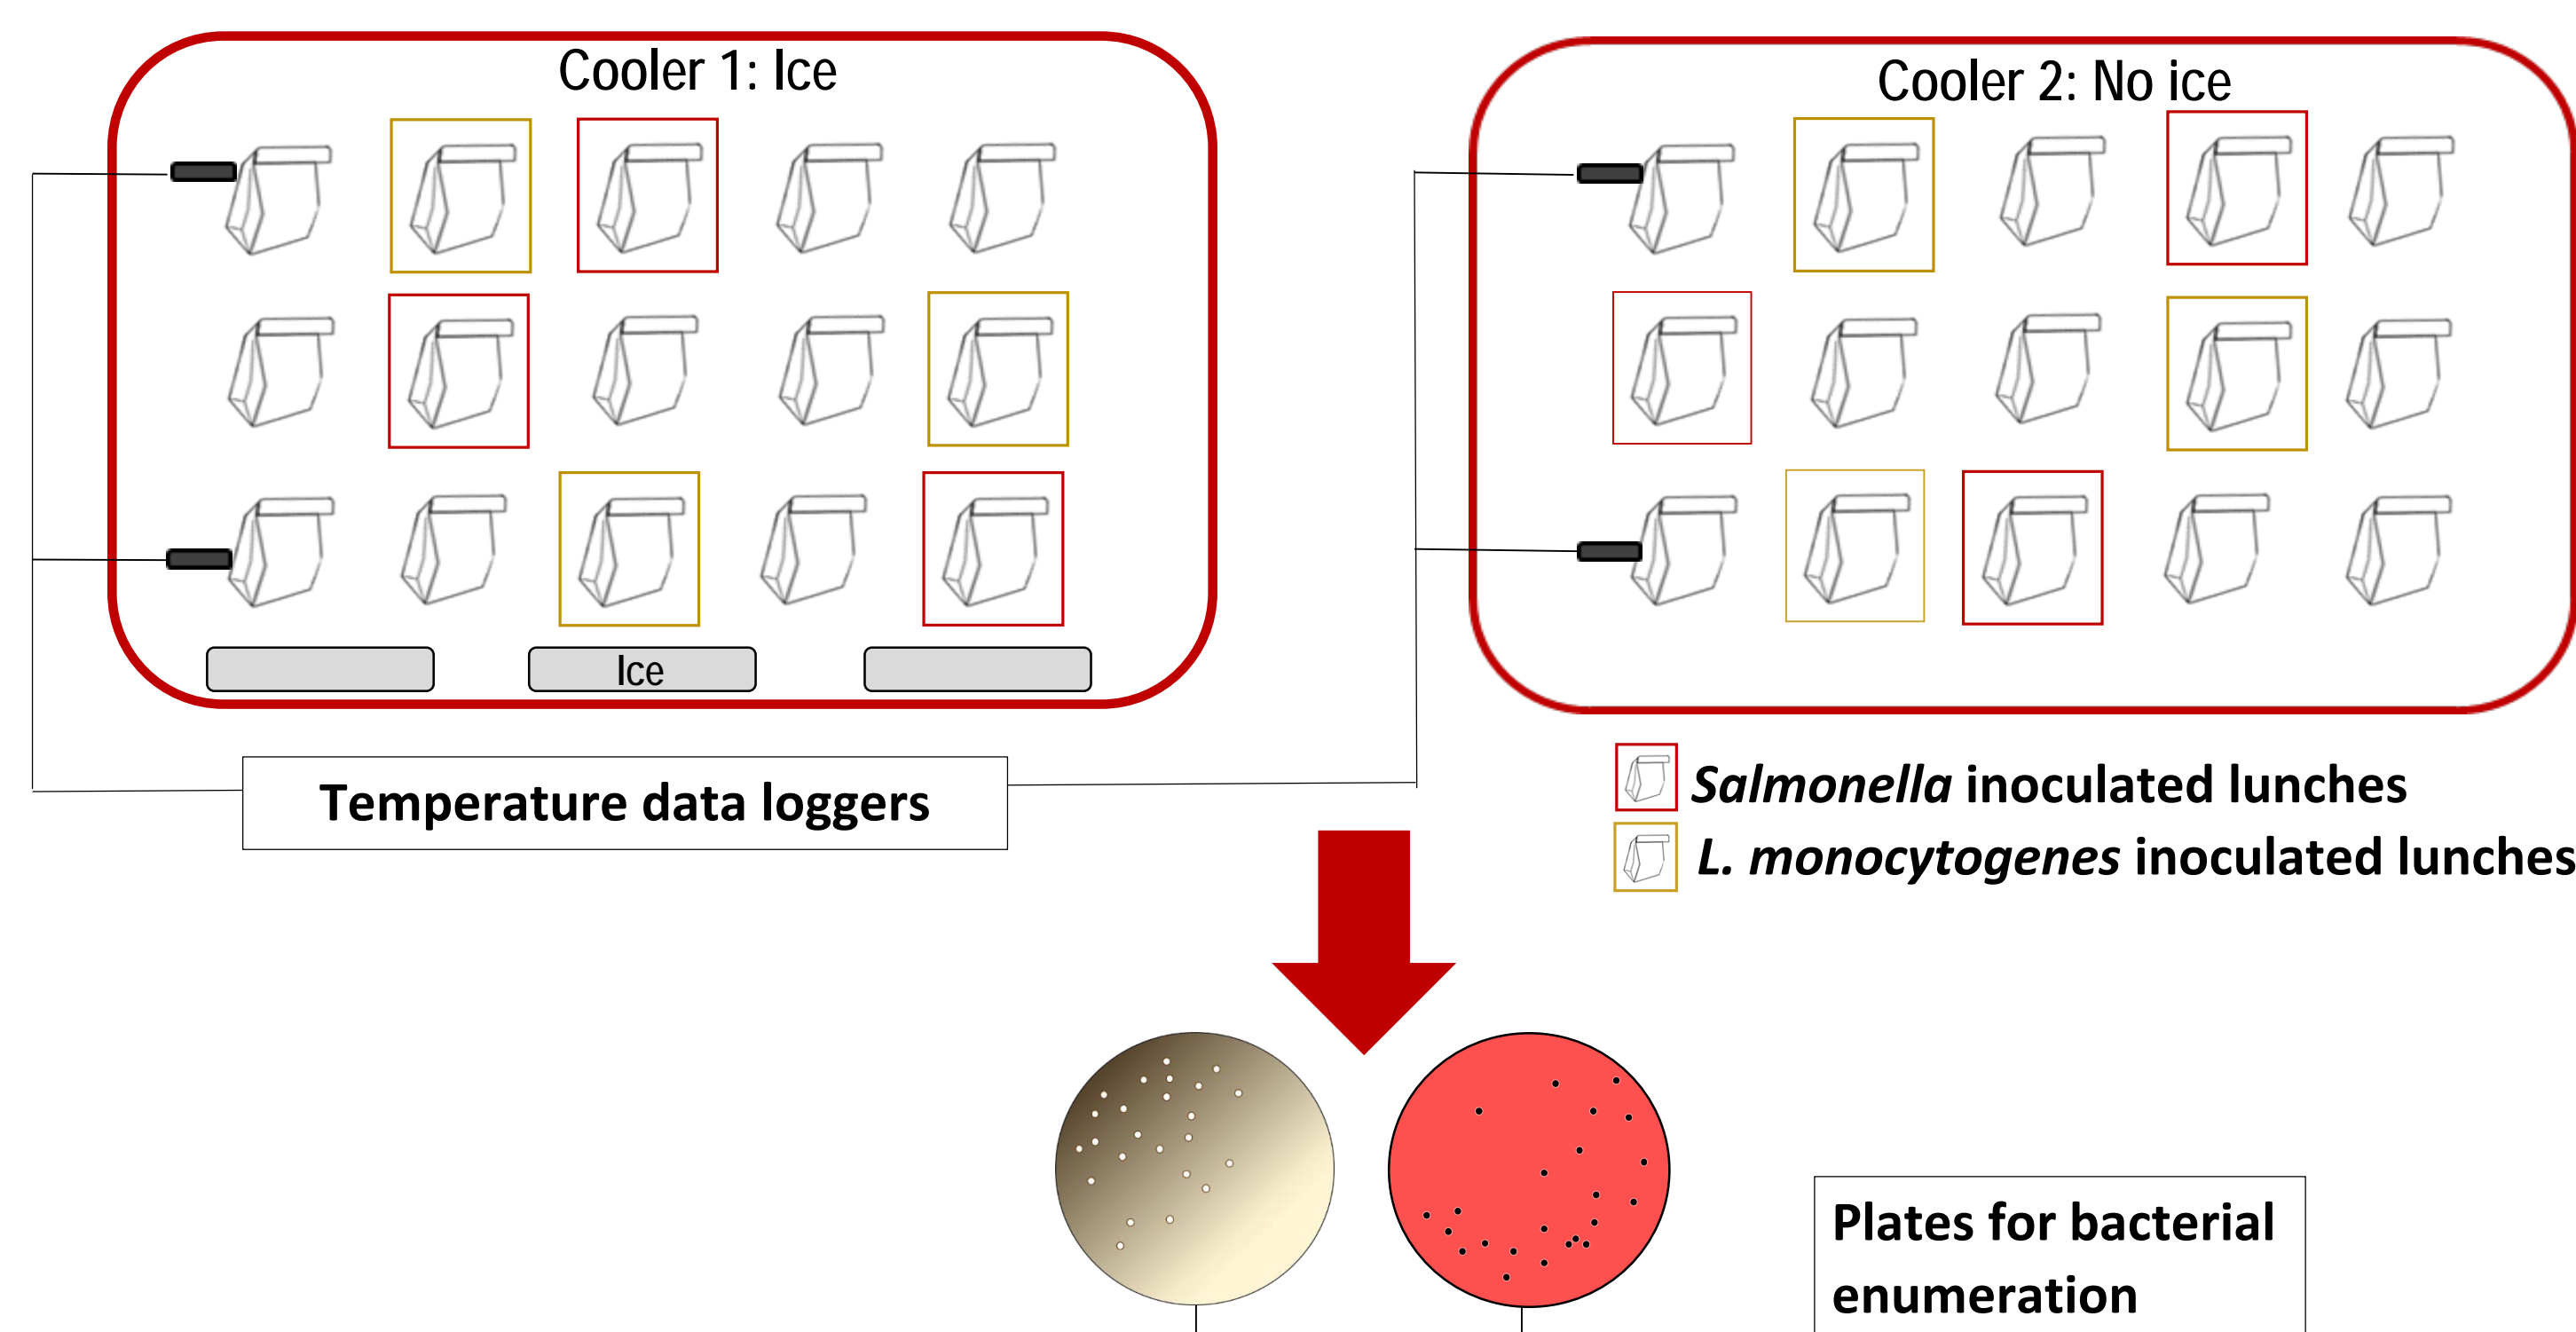 Cooler 1: Ice
Cooler 2: No ice
Ice
Temperature data loggers
Salmonella inoculated lunches
L. monocytogenes inoculated lunches
Plates for bacterial
enumeration